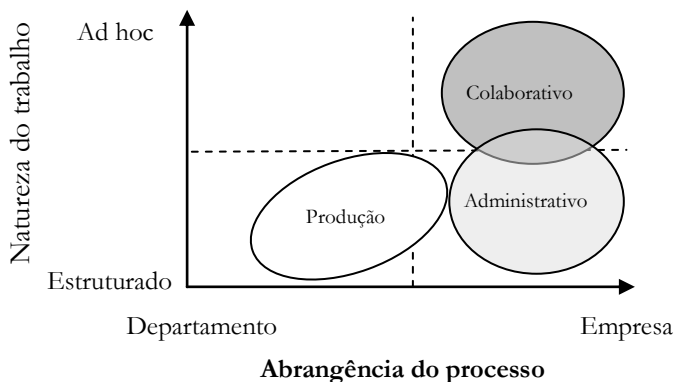 Natureza do trabalho
Ad hoc
Colaborativo
Administrativo
Produção
Estruturado
Departamento
Empresa
Abrangência do processo